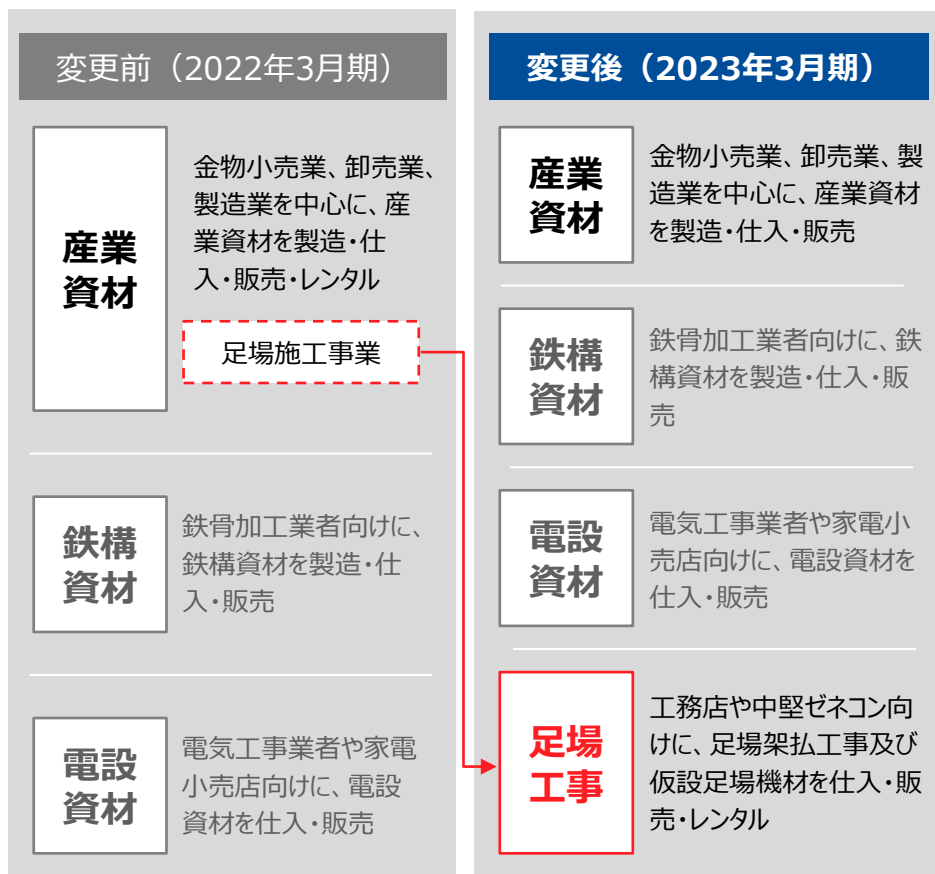 変更前（2022年3月期）
産業
資材
金物小売業、卸売業、
製造業を中心に、産
業資材を製造・仕
入・販売・レンタル
足場施工事業
鉄構
資材
鉄骨加工業者向けに、
鉄構資材を製造・仕
入・販売
電設
資材
電気工事業者や家電
小売店向けに、電設
資材を仕入・販売
変更後（2023年3月期）
産業
資材
金物小売業、卸売業、製
造業を中心に、産業資材
を製造・仕入・販売
鉄構
資材
鉄骨加工業者向けに、鉄
構資材を製造・仕入・販
売
電設
資材
電気工事業者や家電小
売店向けに、電設資材を
仕入・販売
足場
工事
工務店や中堅ゼネコン向
けに、足場架払工事及び
仮設足場機材を仕入・販
売・レンタル